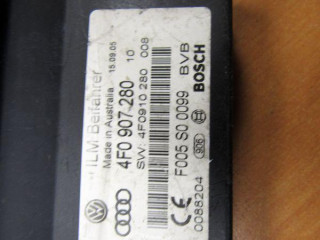 ILM Beifahrer
Made in Australia 15.09.05
4F0 907 280 10
SW: 4F0910 280 008
F005 S0 0099 BVB
906 BOSCH
0088204